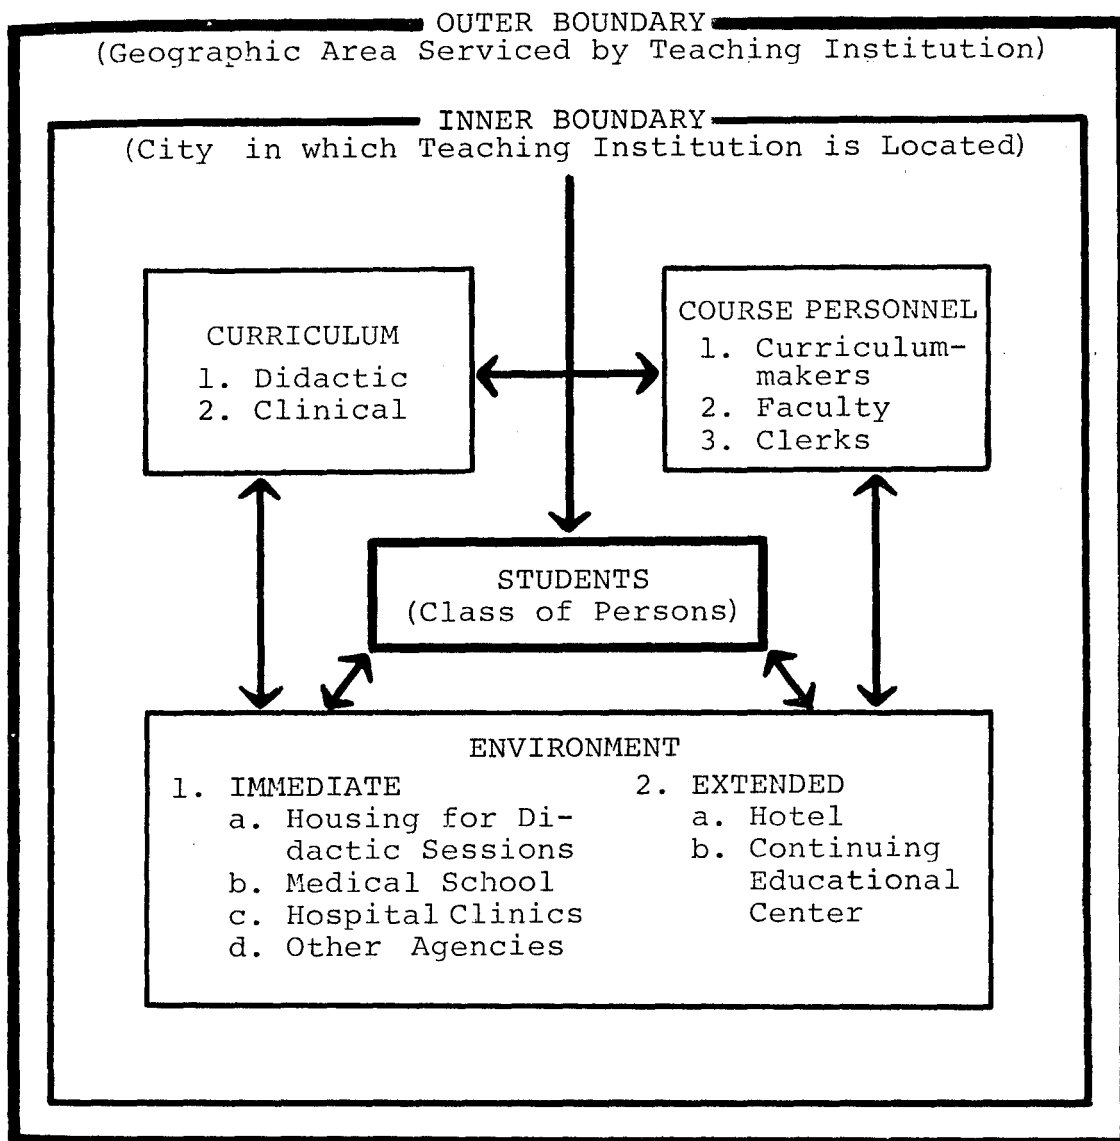 OUTER BOUNDARY
(Geographic Area Serviced by Teaching Institution)
INNER BOUNDARY
(City in which Teaching Institution is Located)
CURRICULUM
1. Didactic
2. Clinical
COURSE PERSONNEL
1. Curriculum-
makers
2. Faculty
3. Clerks
STUDENTS
(Class of Persons)
ENVIRONMENT
1. IMMEDIATE
a. Housing for Di-
dactic Sessions
b. Medical School
c. Hospital Clinics
d. Other Agencies
2. EXTENDED
a. Hotel
b. Continuing
Educational
Center